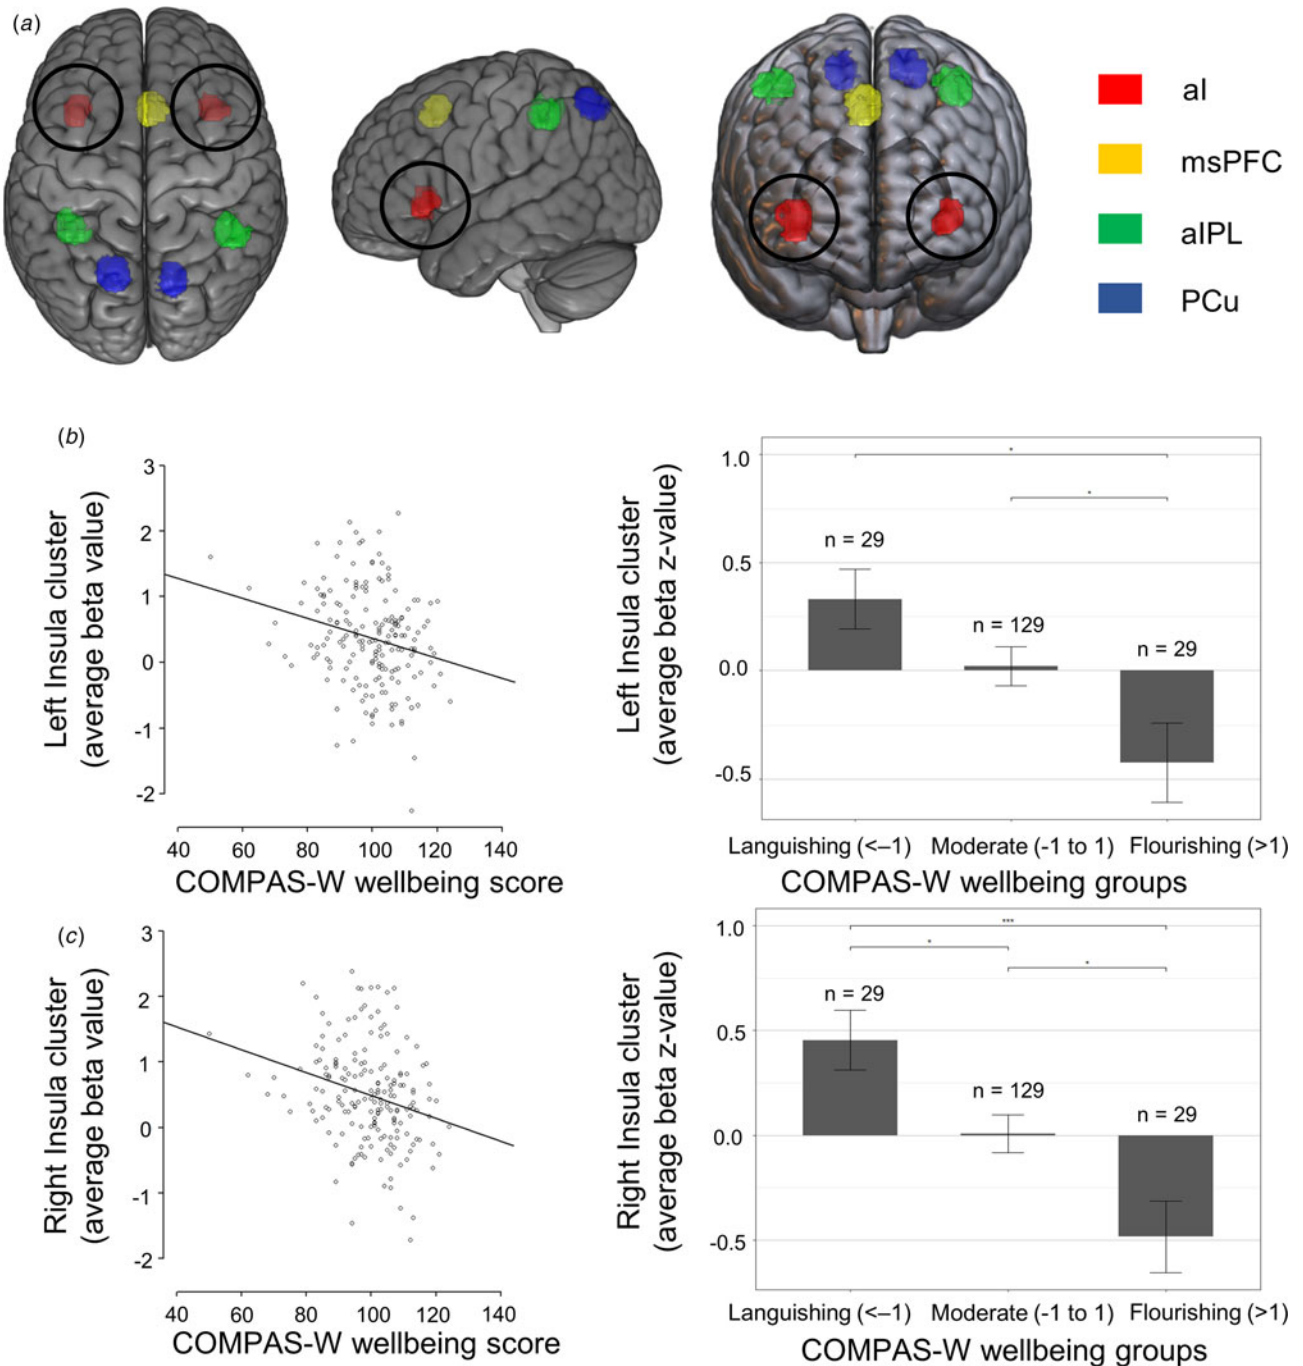 (a)
aI
msPFC
aIPL
PCu
(b)
Left Insula cluster
(average beta value)
3
2
1
0
-1
-2
40 60 80 100 120 140
COMPAS-W wellbeing score
Left Insula cluster
(average beta z-value)
1.0
0.5
0.0
-0.5
*
*
n = 29
n = 129
n = 29
Languishing (<–1) Moderate (-1 to 1) Flourishing (>1)
COMPAS-W wellbeing groups
(c)
Right Insula cluster
(average beta value)
3
2
1
0
-1
-2
40 60 80 100 120 140
COMPAS-W wellbeing score
Right Insula cluster
(average beta z-value)
1.0
0.5
0.0
-0.5
***
*
*
n = 29
n = 129
n = 29
Languishing (<–1) Moderate (-1 to 1) Flourishing (>1)
COMPAS-W wellbeing groups